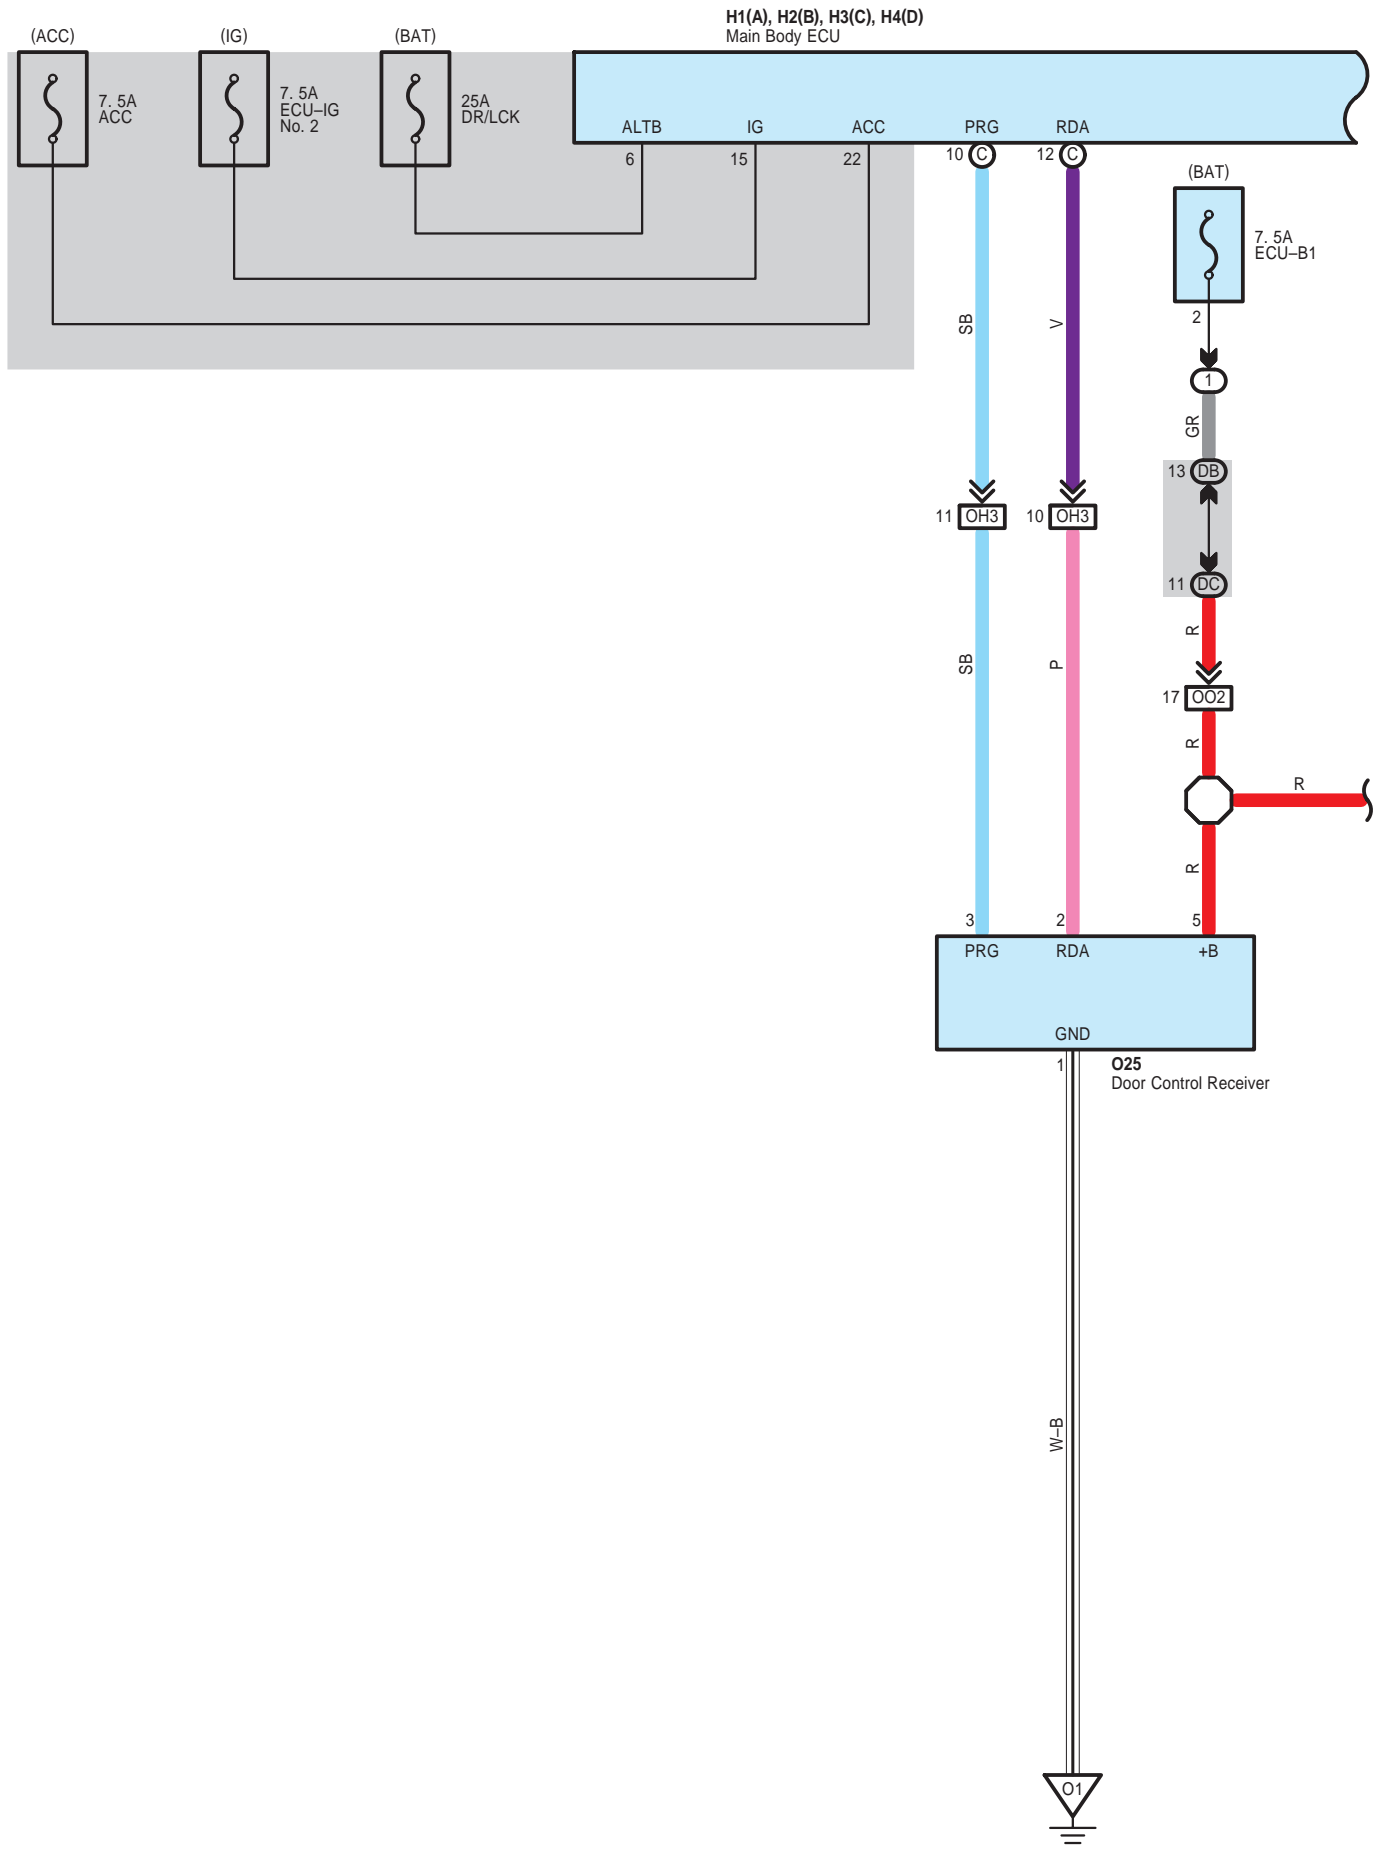 H1(A), H2(B), H3(C), H4(D)
Main Body ECU
(ACC)
(IG)
(BAT)
7. 5A
ACC
7. 5A
ECU–IG
No. 2
25A
DR/LCK
ALTB
IG
ACC
PRG
RDA
6
15
22
10
C
12
C
(BAT)
7. 5A
ECU–B1
2
SB
V
1
GR
13
DB
11
OH3
10
OH3
11
DC
R
SB
P
17
OO2
R
R
R
3
2
5
PRG
RDA
+B
GND
1
O25
Door Control Receiver
W–B
O1